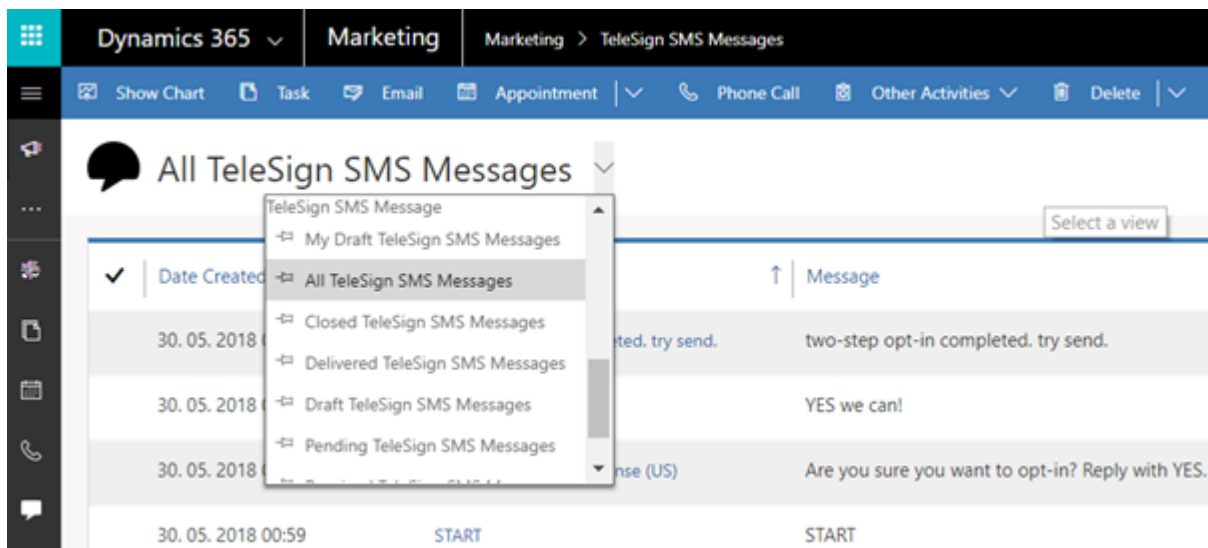 Dynamics 365 Marketing Marketing > TeleSign SMS Messages
Show Chart Task Email Appointment Phone Call Other Activities Delete
All TeleSign SMS Messages
Select a view
TeleSign SMS Message
My Draft TeleSign SMS Messages
All TeleSign SMS Messages
Closed TeleSign SMS Messages
Delivered TeleSign SMS Messages
Draft TeleSign SMS Messages
Pending TeleSign SMS Messages
Date Created ↑ Message
30. 05. 2018 try send. two-step opt-in completed. try send.
30. 05. 2018 YES we can!
30. 05. 2018 (US) Are you sure you want to opt-in? Reply with YES.
30. 05. 2018 00:59 START START